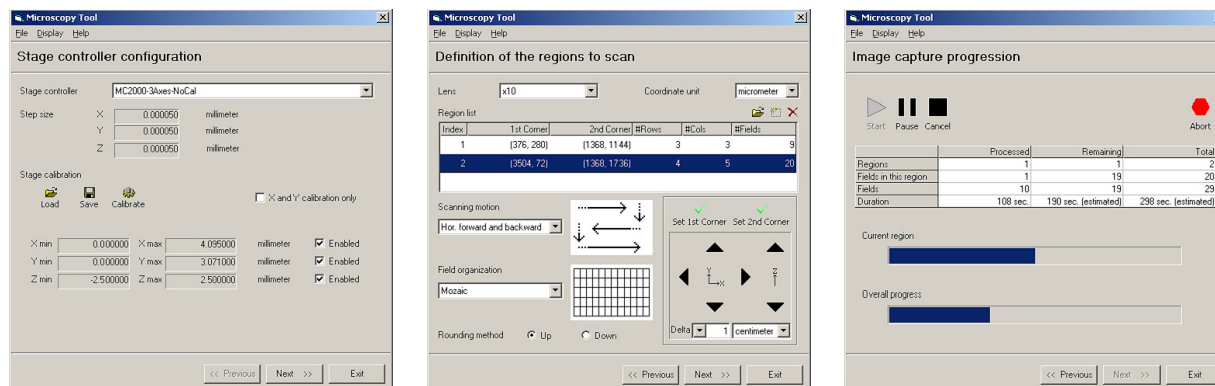 Microscopy Tool
File Display Help
Stage controller configuration
Stage controller MC2000-3Axes-NoCal
Step size X 0.000050 millimeter
Y 0.000050 millimeter
Z 0.000050 millimeter
Stage calibration
Load Save Calibrate X and Y calibration only
X min 0.000000 X max 4.095000 millimeter Enabled
Y min 0.000000 Y max 3.071000 millimeter Enabled
Z min -2.500000 Z max 2.500000 millimeter Enabled
<< Previous Next >> Exit
Microscopy Tool
File Display Help
Definition of the regions to scan
Lens x10 Coordinate unit micrometer
Region list
Index 1st Corner 2nd Corner #Rows #Cols #Fields
1 (376, 280) (1368, 1144) 3 3 9
2 (3504, 72) (1368, 1736) 4 5 20
Scanning motion
Hor. forward and backward
Set 1st Corner Set 2nd Corner
Y Z
X
Field organization
Mozaic
Delta 1 centimeter
Rounding method Up Down
<< Previous Next >> Exit
Microscopy Tool
File Display Help
Image capture progression
Start Pause Cancel Abort
Processed Remaining Total
Regions 1 1 2
Fields in this region 1 19 20
Fields 10 19 29
Duration 108 sec. 190 sec. (estimated) 298 sec. (estimated)
Current region
Overall progress
<< Previous Next >> Exit